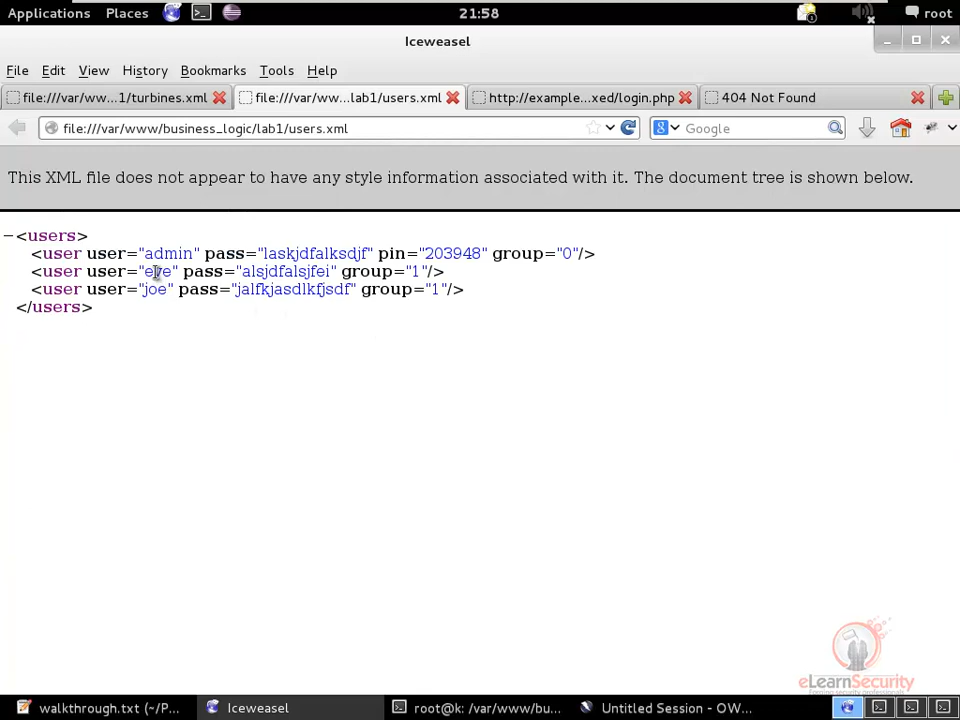 Applications Places 21:58 root
Iceweasel
File Edit View History Bookmarks Tools Help
file:///var/ww...1/turbines.xml file:///var/ww...lab1/users.xml http://example...xed/login.php 404 Not Found
file:///var/www/business_logic/lab1/users.xml Google
This XML file does not appear to have any style information associated with it. The document tree is shown below.
−<users>
<user user="admin" pass="laskjdfalksdjf" pin="203948" group="0"/>
<user user="eve" pass="alsjdfalsjfei" group="1"/>
<user user="joe" pass="jalfkjasdlkfjsdf" group="1"/>
</users>
eLearnSecurity
Forging security professionals
walkthrough.txt (~/P... Iceweasel root@k: /var/www/bu... Untitled Session - OW...